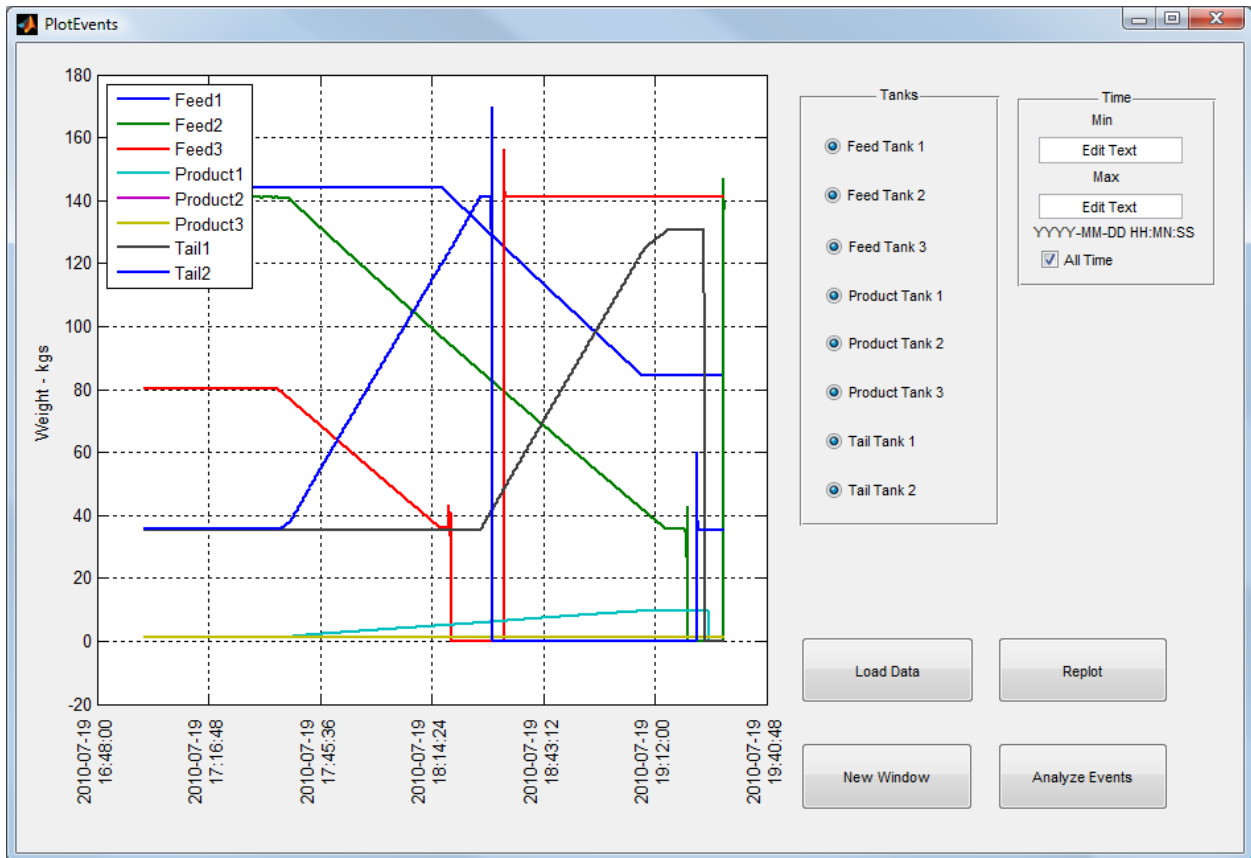 PlotEvents
180
160
140
120
100
80
60
40
20
0
-20
Weight - kgs
Feed1
Feed2
Feed3
Product1
Product2
Product3
Tail1
Tail2
2010-07-19
16:48:00
2010-07-19
17:16:48
2010-07-19
17:45:36
2010-07-19
18:14:24
2010-07-19
18:43:12
2010-07-19
19:12:00
2010-07-19
19:40:48
Tanks
Feed Tank 1
Feed Tank 2
Feed Tank 3
Product Tank 1
Product Tank 2
Product Tank 3
Tail Tank 1
Tail Tank 2
Time
Min
Edit Text
Max
Edit Text
YYYY-MM-DD HH:MN:SS
All Time
Load Data
Replot
New Window
Analyze Events